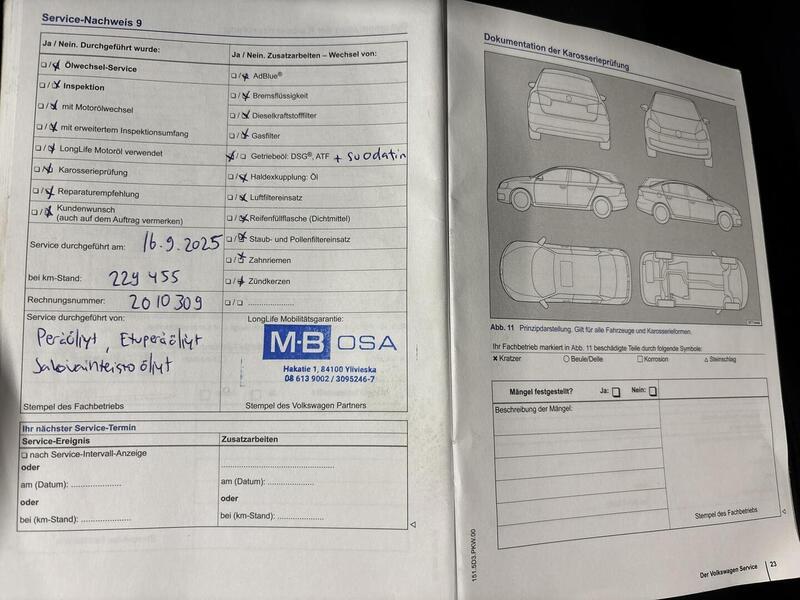 Service-Nachweis 9
Ja / Nein. Durchgeführt wurde:
Ölwechsel-Service
Inspektion
mit Motorölwechsel
mit erweitertem Inspektionsumfang
LongLife Motoröl verwendet
Karosserieprüfung
Reparaturempfehlung
Kundenwunsch
(auch auf dem Auftrag vermerken)
Service durchgeführt am: 16.9.2025
bei km-Stand: 229 455
Rechnungsnummer: 2010309
Service durchgeführt von:
Peräöljyt, Etuperäöljyt
Jakovaihteisto öljyt
Stempel des Fachbetriebs
Ja / Nein. Zusatzarbeiten – Wechsel von:
AdBlue®
Bremsflüssigkeit
Dieselkraftstofffilter
Gasfilter
Getriebeöl: DSG®, ATF + suodatin
Haldexkupplung: Öl
Luftfiltereinsatz
Reifenfüllflasche (Dichtmittel)
Staub- und Pollenfiltereinsatz
Zahnriemen
Zündkerzen
....................
LongLife Mobilitätsgarantie:
M-B OSA
Hakatie 1, 84100 Ylivieska
08 613 9002 / 3095246-7
Stempel des Volkswagen Partners
Ihr nächster Service-Termin
Service-Ereignis
nach Service-Intervall-Anzeige
oder
am (Datum): ....................
oder
bei (km-Stand): ....................
Zusatzarbeiten
....................
am (Datum): ....................
oder
bei (km-Stand): ....................
Dokumentation der Karosserieprüfung
Abb. 11 Prinzipdarstellung. Gilt für alle Fahrzeuge und Karosserieformen.
Ihr Fachbetrieb markiert in Abb. 11 beschädigte Teile durch folgende Symbole:
Kratzer Beule/Delle Korrosion Steinschlag
Mängel festgestellt? Ja: Nein:
Beschreibung der Mängel:
Stempel des Fachbetriebs
151.5D3.PKW.00
Der Volkswagen Service 23